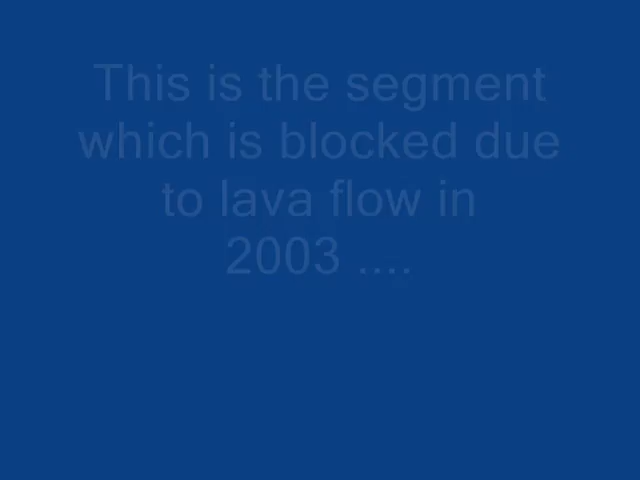 This is the segment
which is blocked due
to lava flow in
2003 ....